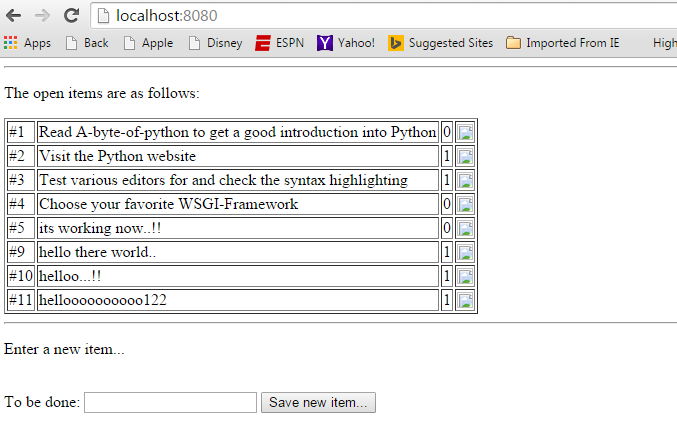 localhost:8080
Apps Back Apple Disney ESPN Yahoo! Suggested Sites Imported From IE High
The open items are as follows:
#1 Read A-byte-of-python to get a good introduction into Python 0
#2 Visit the Python website 1
#3 Test various editors for and check the syntax highlighting 1
#4 Choose your favorite WSGI-Framework 0
#5 its working now..!! 0
#9 hello there world.. 1
#10 helloo...!! 1
#11 helloooooooooo122 1
Enter a new item...
To be done: Save new item...